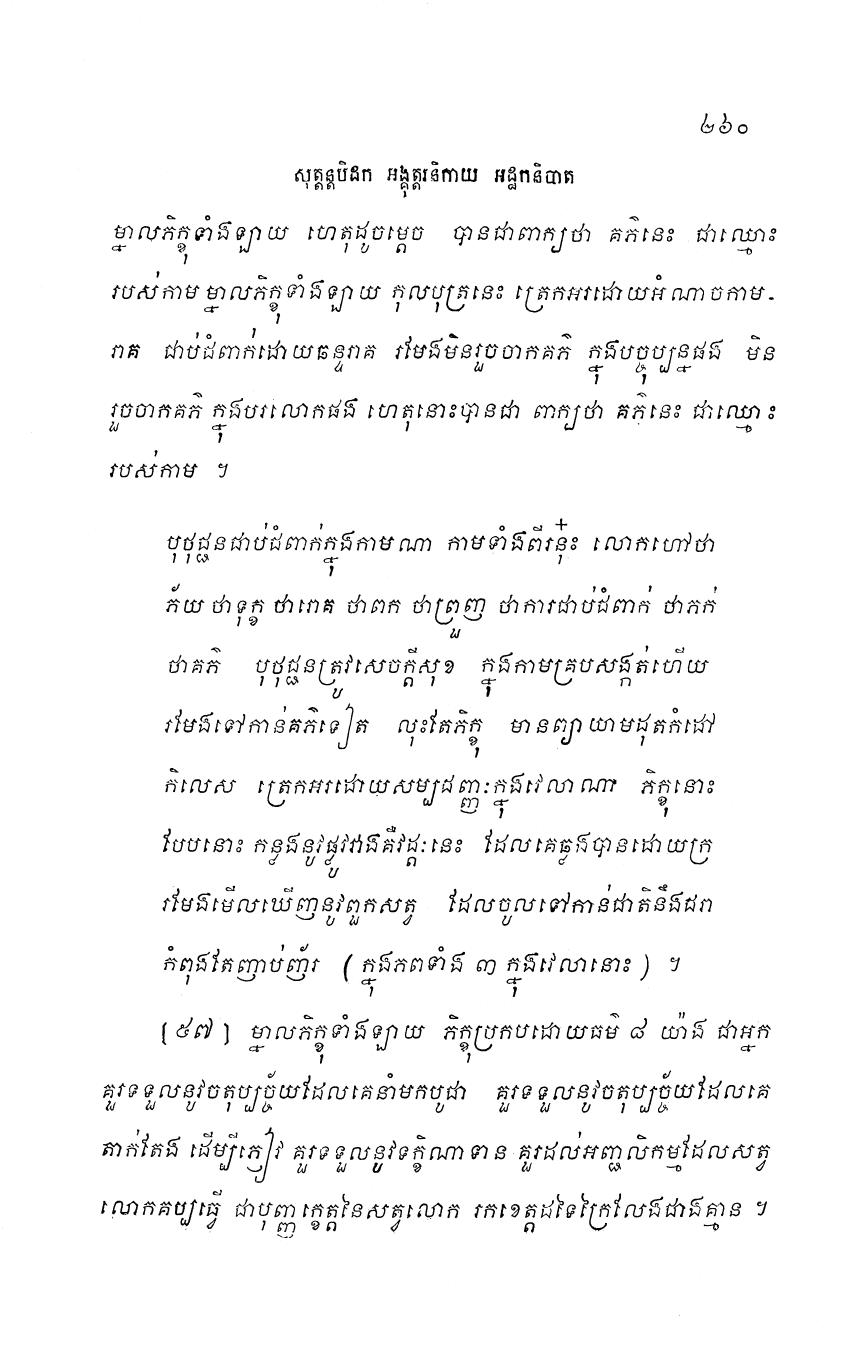 ២៦០
សុត្តន្តបិដក អង្គុត្តរនិកាយ អដ្ឋកនិបាត
ម្នាលភិក្ខុទាំងឡាយ ហេតុដូចម្តេច បានជាពាក្យថា គភ៌នេះ ជាឈ្មោះ
របស់កាម ម្នាលភិក្ខុទាំងឡាយ កុលបុត្រនេះ ត្រេកអរដោយអំណាចកាម-
រាគ ជាប់ជំពាក់ដោយឆន្ទរាគ រមែងមិនរួចចាកគភ៌ ក្នុងបច្ចុប្បន្នផង មិន
រួចចាកគភ៌ ក្នុងបរលោកផង ហេតុនោះបានជា ពាក្យថា គភ៌នេះ ជាឈ្មោះ
របស់កាម ។
បុថុជ្ជនជាប់ជំពាក់ក្នុងកាមណា កាមទាំងពីរនុ៎ះ លោកហៅថា
ភ័យ ថាទុក្ខ ថារោគ ថាពក ថាព្រួញ ថាការជាប់ជំពាក់ ថាភក់
ថាគភ៌ បុថុជ្ជនត្រូវសេចក្តីសុខ ក្នុងកាមគ្របសង្កត់ហើយ
រមែងទៅកាន់គភ៌ទៀត លុះតែភិក្ខុ មានព្យាយាមដុតកំដៅ
កិលេស ត្រេកអរដោយសម្បជញ្ញៈក្នុងវេលាណា ភិក្ខុនោះ
បែបនោះ កន្លងនូវផ្លូវវាងគឺវដ្តៈនេះ ដែលគេឆ្លងបានដោយក្រ
រមែងមើលឃើញនូវពួកសត្វ ដែលចូលទៅកាន់ជាតិនឹងជរា
កំពុងតែញាប់ញ័រ (ក្នុងភពទាំង ៣ ក្នុងវេលានោះ) ។
[៥៧] ម្នាលភិក្ខុទាំងឡាយ ភិក្ខុប្រកបដោយធម៌ ៨ យ៉ាង ជាអ្នក
គួរទទួលនូវចតុប្បច្ច័យដែលគេនាំមកបូជា គួរទទួលនូវចតុប្បច្ច័យដែលគេ
តាក់តែង ដើម្បីភ្ញៀវ គួរទទួលនូវទក្ខិណាទាន គួរដល់អញ្ជលិកម្មដែលសត្វ
លោកគប្បីធ្វើ ជាបុញ្ញក្ខេត្តនៃសត្វលោក រកខេត្តដទៃក្រៃលែងជាងគ្មាន ។